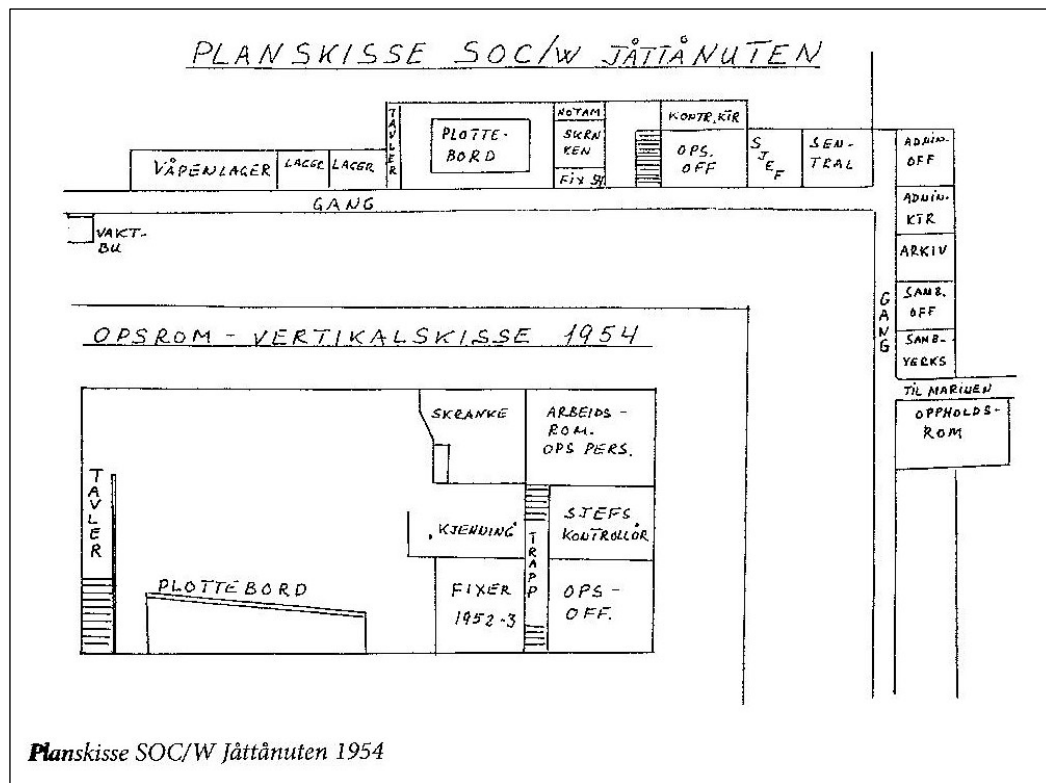 PLANSKISSE SOC/W JÅTTÅNUTEN
TAVLER
PLOTTE-
BORD
NOTAM
SKRN
KEN
FIX 54
KONTR.KTR
OPS.
OFF
SJEF
SEN-
TRAL
ADMIN-
OFF
VÅPENLAGER
LAGER
LAGER
GANG
ADMIN-
KTR
VAKT-
BU
ARKIV
GANG
SAMB.
OFF
SAMB-
VERKS
TIL MARINEN
OPPHOLDS-
ROM
OPSROM - VERTIKALSKISSE 1954
TAVLER
SKRANKE
ARBEIDS-
ROM.
OPS PERS.
"KJENNING"
TRAPP
SJEFS
KONTROLLØR
PLOTTEBORD
FIXER
1952-3
OPS-
OFF.
Planskisse SOC/W Jåttånuten 1954